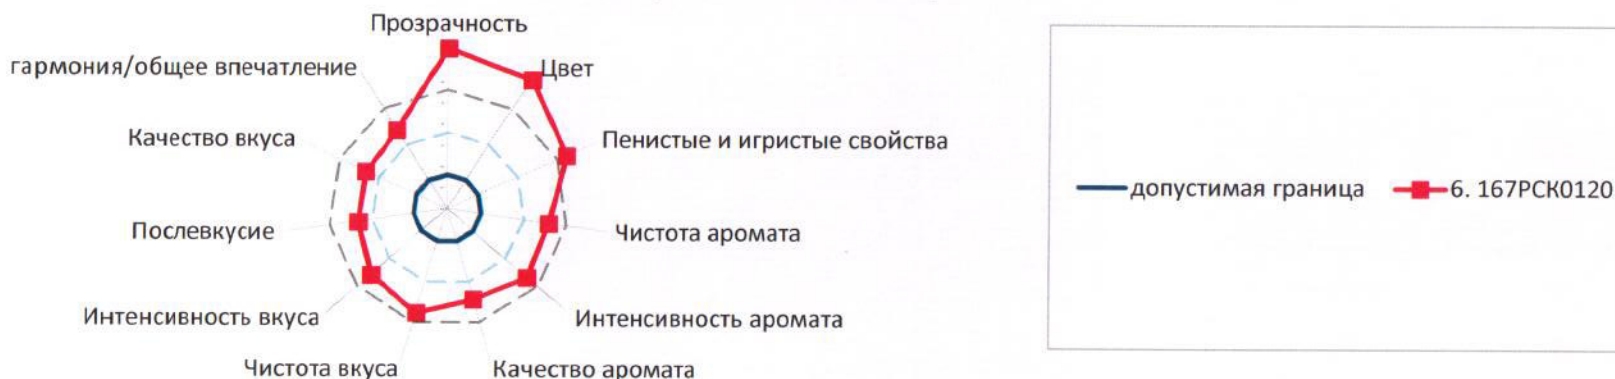 Прозрачность
гармония/общее впечатление
Цвет
Качество вкуса
Пенистые и игристые свойства
Послевкусие
Чистота аромата
Интенсивность вкуса
Интенсивность аромата
Чистота вкуса
Качество аромата
допустимая граница
6. 167РСК0120